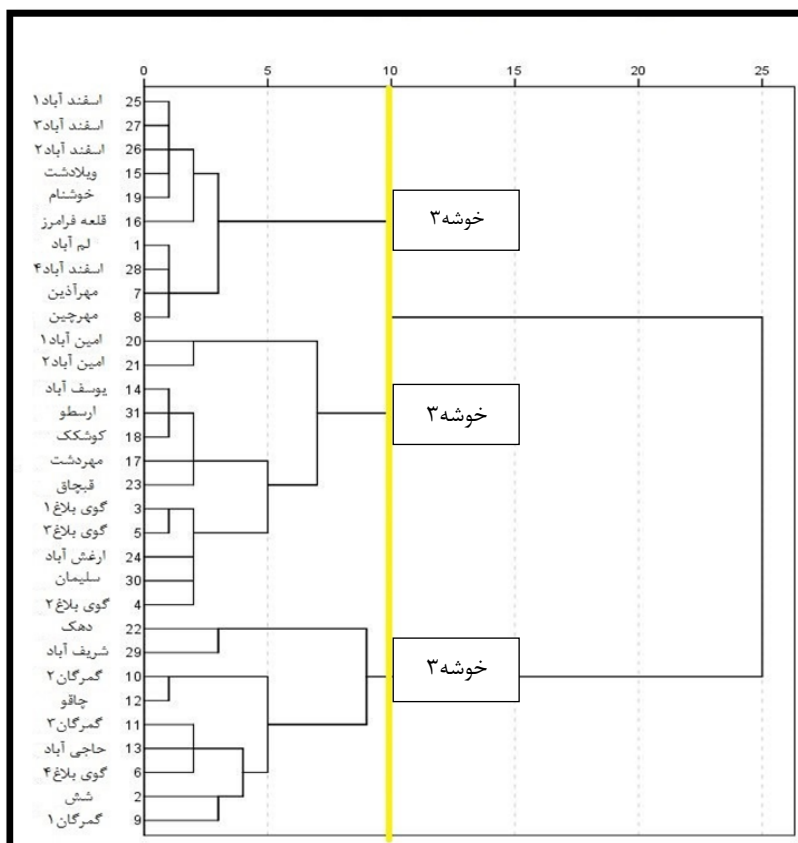 0 5 10 15 20 25
اسفند آباد۱ 25
اسفند آباد۳ 27
اسفند آباد۲ 26
ویلادشت 15
خوشنام 19
قلعه فرامرز 16
لم آباد 1
اسفند آباد۴ 28
مهرآذین 7
مهرچین 8
امین آباد۱ 20
امین آباد۲ 21
یوسف آباد 14
ارسطو 31
کوشکک 18
مهردشت 17
قبچاق 23
گوی بلاغ۱ 3
گوی بلاغ۳ 5
ارغش آباد 24
سلیمان 30
گوی بلاغ۲ 4
دهک 22
شریف آباد 29
گمرگان۲ 10
چاقو 12
گمرگان۳ 11
حاجی آباد 13
گوی بلاغ۴ 6
شش 2
گمرگان۱ 9
خوشه۳
خوشه۳
خوشه۳